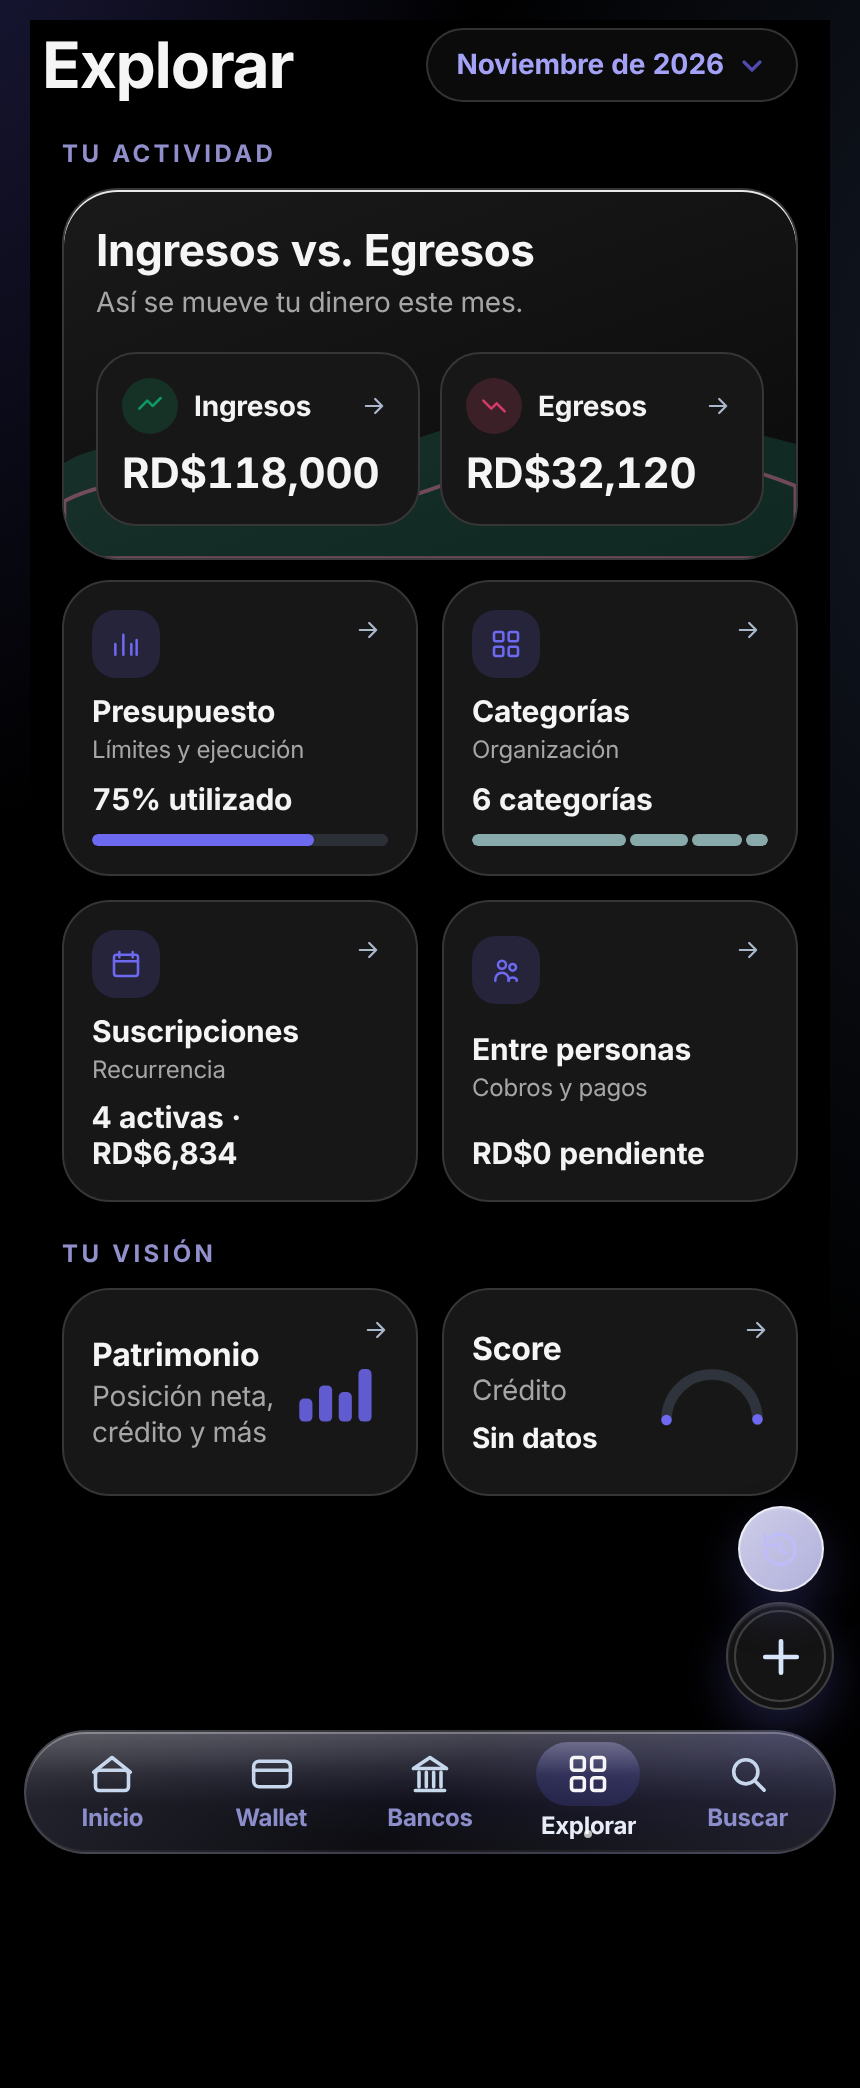 Explorar
Noviembre de 2026
TU ACTIVIDAD
Ingresos vs. Egresos
Así se mueve tu dinero este mes.
Ingresos
RD$118,000
Egresos
RD$32,120
Presupuesto
Límites y ejecución
75% utilizado
Categorías
Organización
6 categorías
Suscripciones
Recurrencia
4 activas ·
RD$6,834
Entre personas
Cobros y pagos
RD$0 pendiente
TU VISIÓN
Patrimonio
Posición neta,
crédito y más
Score
Crédito
Sin datos
Inicio
Wallet
Bancos
Explorar
Buscar